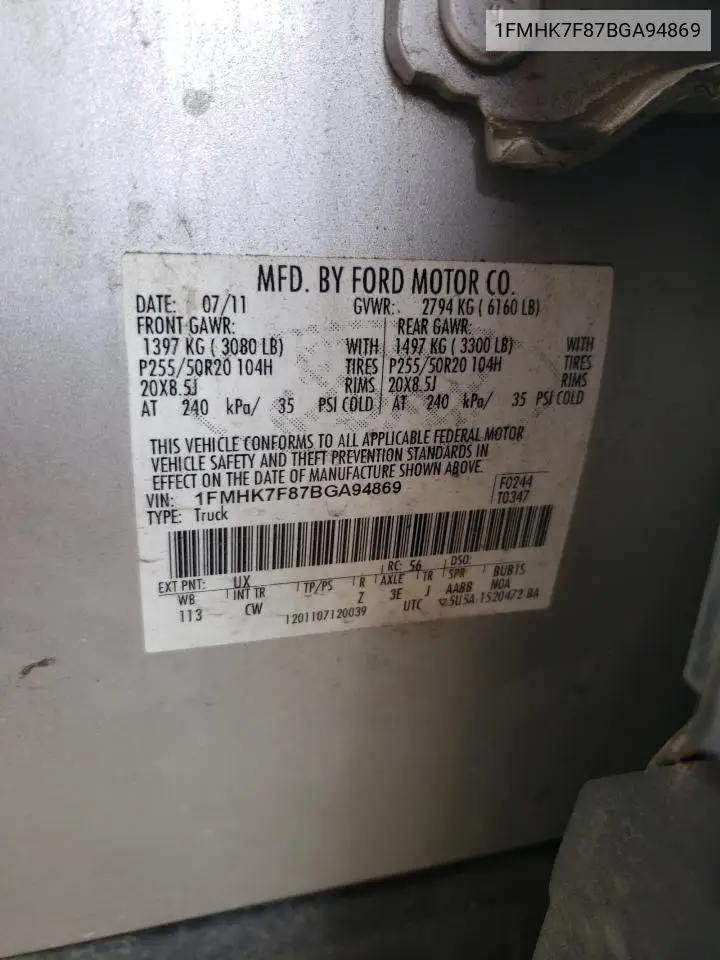 1FMHK7F87BGA94869
MFD. BY FORD MOTOR CO.
DATE: 07/11 GVWR: 2794 KG ( 6160 LB)
FRONT GAWR: REAR GAWR:
1397 KG ( 3080 LB) WITH 1497 KG ( 3300 LB) WITH
P255/50R20 104H TIRES P255/50R20 104H TIRES
20X8.5J RIMS 20X8.5J RIMS
AT 240 kPa/ 35 PSI COLD AT 240 kPa/ 35 PSI COLD
THIS VEHICLE CONFORMS TO ALL APPLICABLE FEDERAL MOTOR
VEHICLE SAFETY AND THEFT PREVENTION STANDARDS IN
EFFECT ON THE DATE OF MANUFACTURE SHOWN ABOVE.
VIN: 1FMHK7F87BGA94869 F0244
TYPE: Truck T0347
EXT PNT: UX RC: 56 DSO:
WB INT TR TP/PS R AXLE TR SPR BUBIS
113 CW Z 3E J AABB NOA
1201107120039 UTC 5U5A-1520472-BA